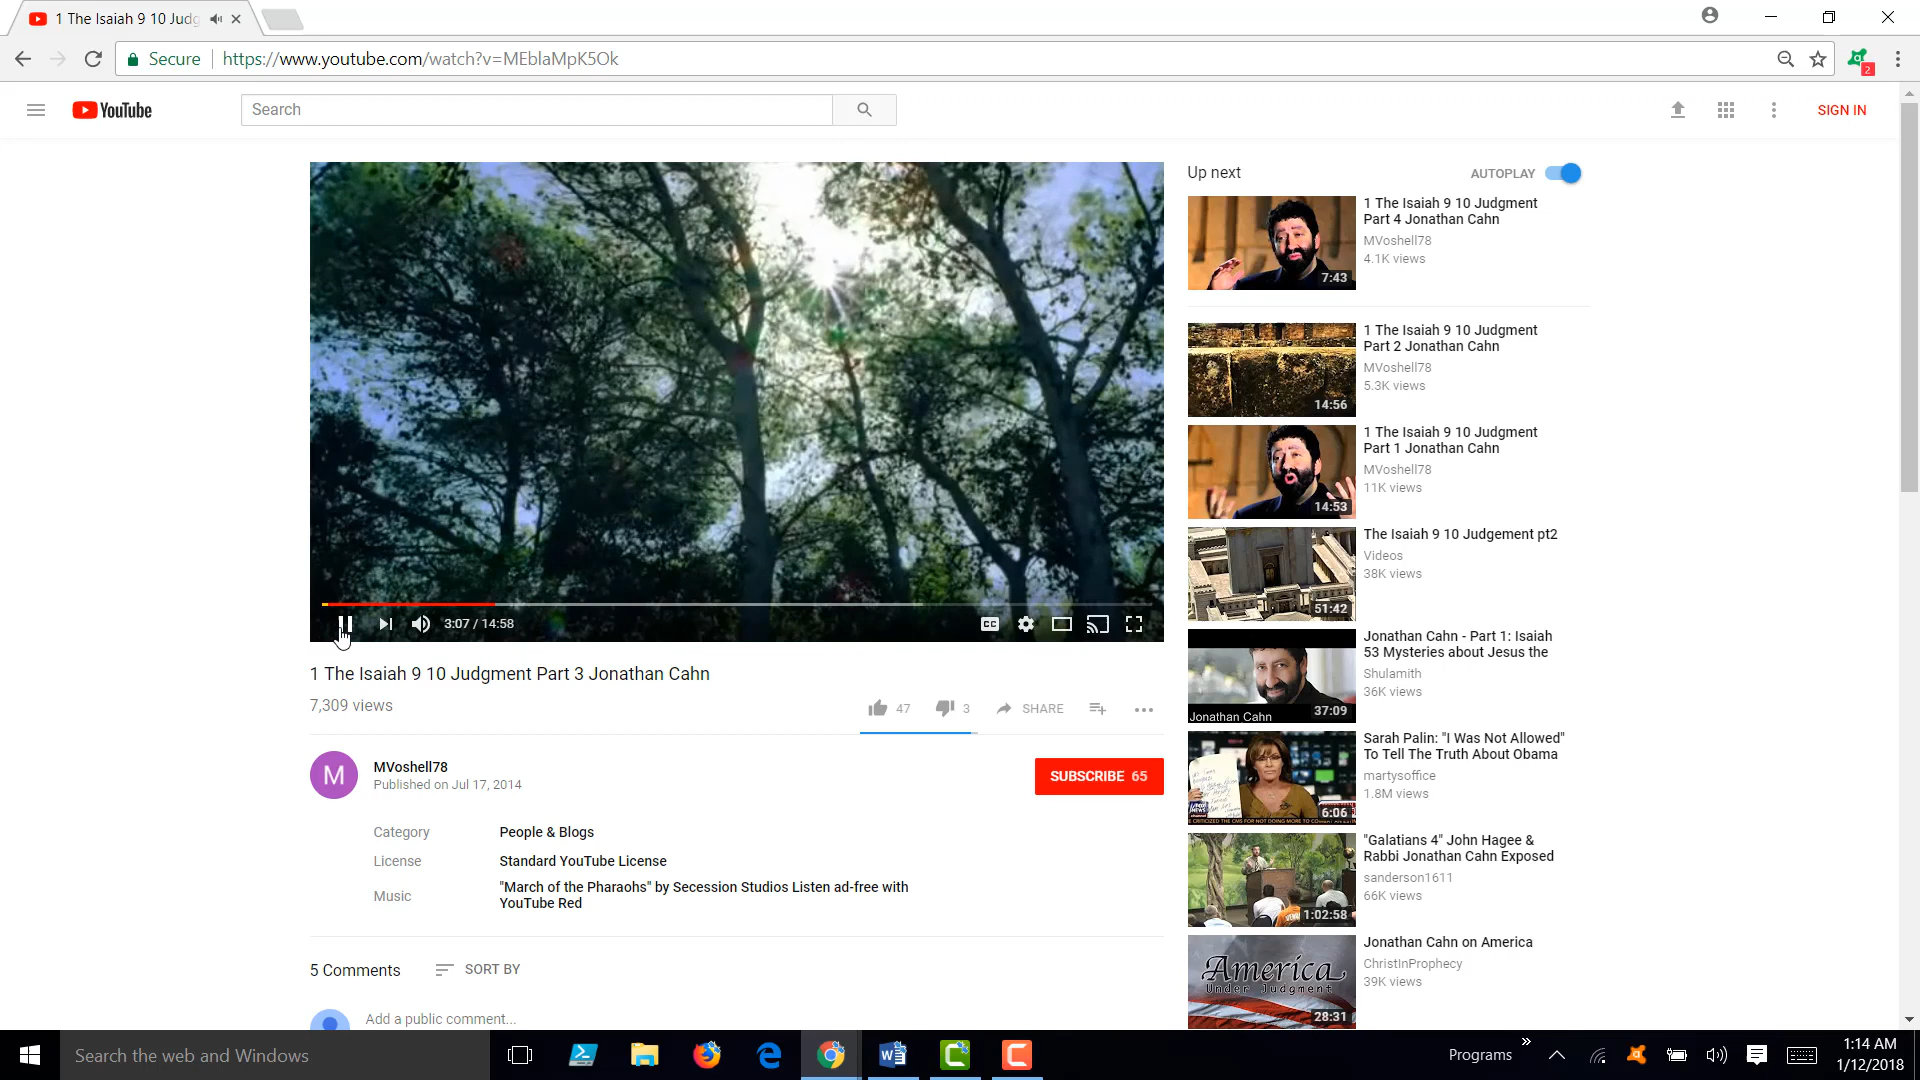 1 The Isaiah 9 10 Judg
Secure
https://www.youtube.com/watch?v=MEblaMpK5Ok
2
YouTube
Search
SIGN IN
3:07 / 14:58
CC
1 The Isaiah 9 10 Judgment Part 3 Jonathan Cahn
7,309 views
47
3
SHARE
M
MVoshell78
Published on Jul 17, 2014
SUBSCRIBE 65
Category
People & Blogs
License
Standard YouTube License
Music
"March of the Pharaohs" by Secession Studios Listen ad-free with
YouTube Red
5 Comments
SORT BY
Add a public comment...
Up next
AUTOPLAY
7:43
1 The Isaiah 9 10 Judgment
Part 4 Jonathan Cahn
MVoshell78
4.1K views
14:56
1 The Isaiah 9 10 Judgment
Part 2 Jonathan Cahn
MVoshell78
5.3K views
14:53
1 The Isaiah 9 10 Judgment
Part 1 Jonathan Cahn
MVoshell78
11K views
51:42
The Isaiah 9 10 Judgement pt2
Videos
38K views
Jonathan Cahn
37:09
Jonathan Cahn - Part 1: Isaiah
53 Mysteries about Jesus the
Shulamith
36K views
6:06
Sarah Palin: "I Was Not Allowed"
To Tell The Truth About Obama
martysoffice
1.8M views
1:02:58
"Galatians 4" John Hagee &
Rabbi Jonathan Cahn Exposed
sanderson1611
66K views
America
Under Judgment
28:31
Jonathan Cahn on America
ChristInProphecy
39K views
Search the web and Windows
Programs
1:14 AM
1/12/2018